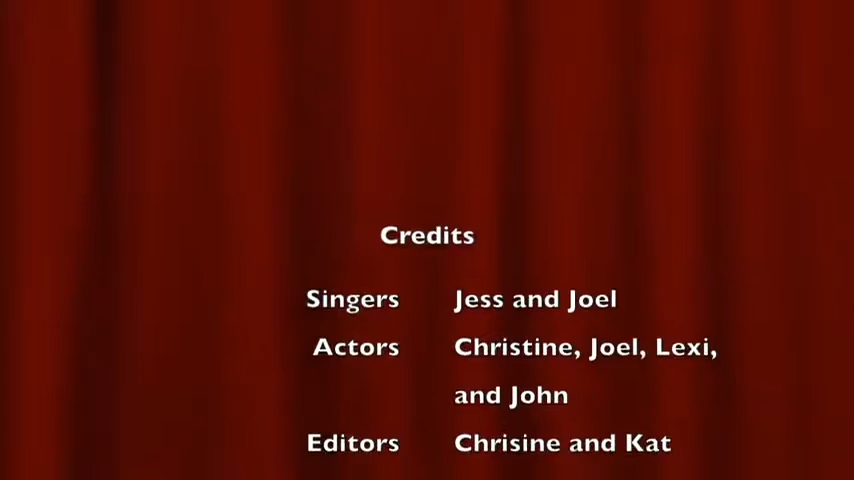 Credits
Singers Jess and Joel
Actors Christine, Joel, Lexi,
and John
Editors Chrisine and Kat